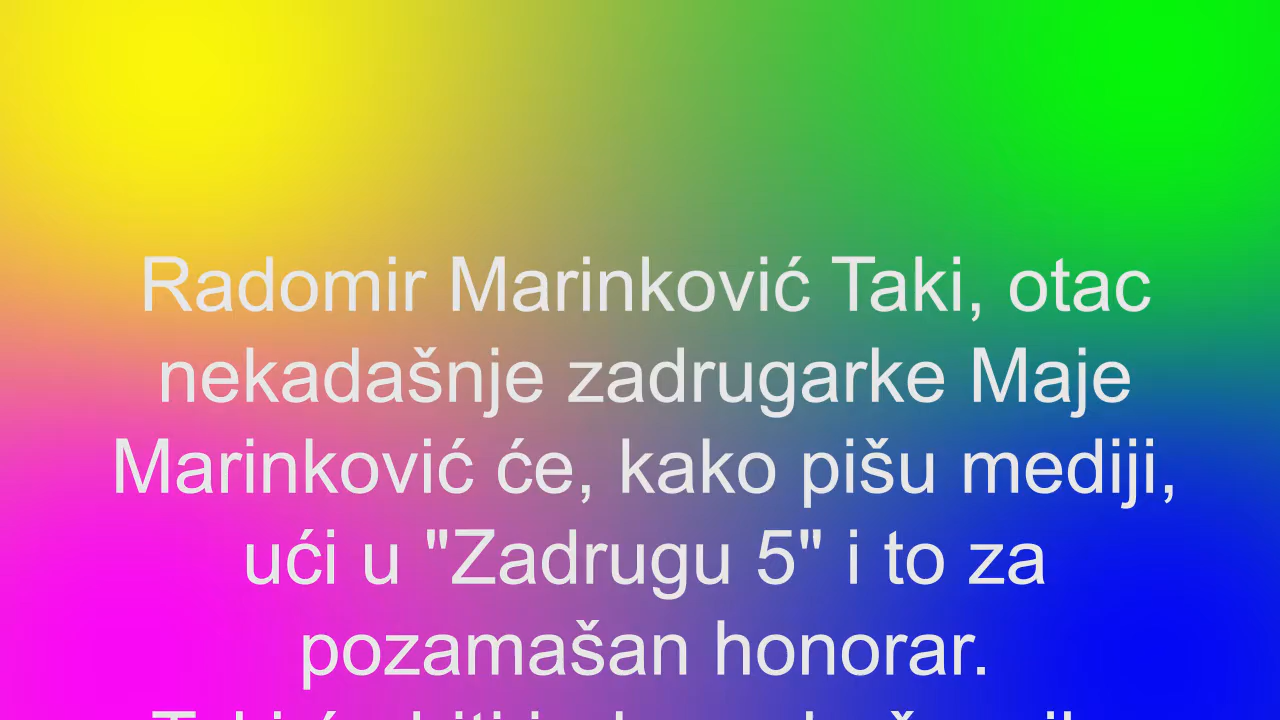 Radomir Marinković Taki, otac
nekadašnje zadrugarke Maje
Marinković će, kako pišu mediji,
ući u "Zadrugu 5" i to za
pozamašan honorar.